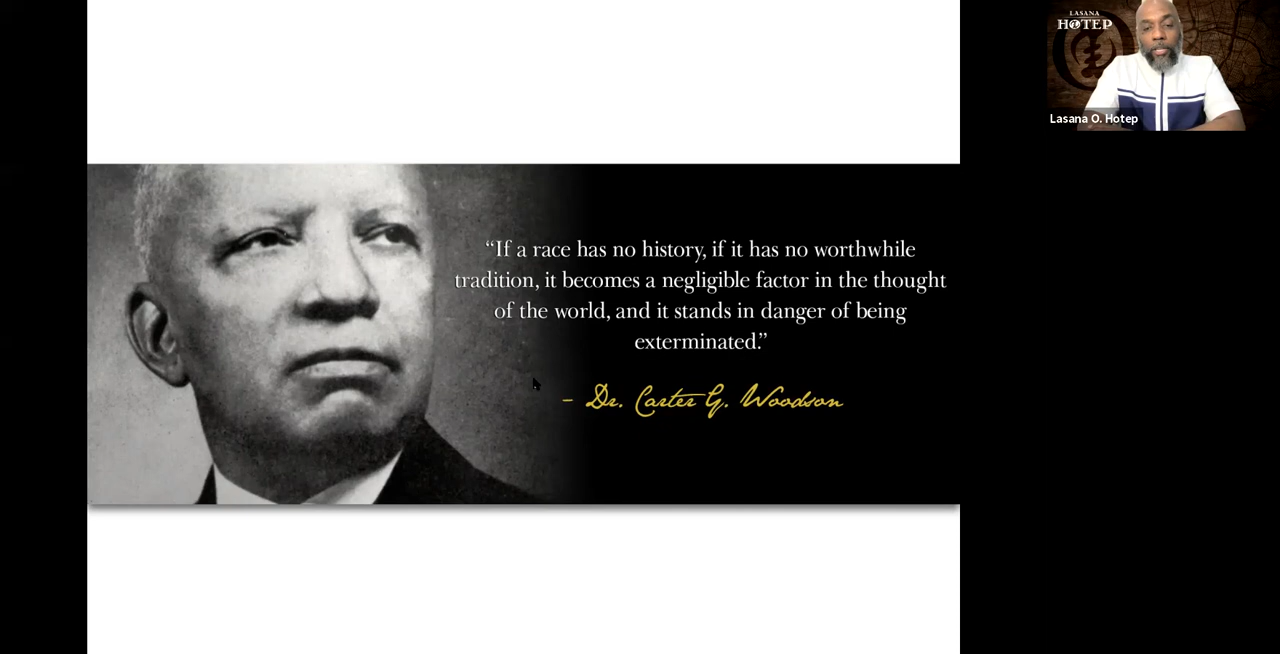 “If a race has no history, if it has no worthwhile
tradition, it becomes a negligible factor in the thought
of the world, and it stands in danger of being
exterminated.”
– Dr. Carter G. Woodson
LASANA
HOTEP
Lasana O. Hotep